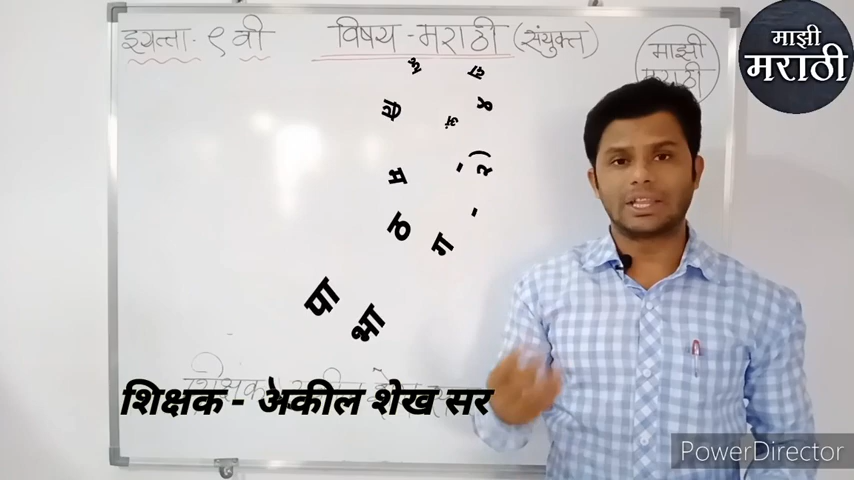 इयत्ता - ९ वी विषय - मराठी (संयुक्त)
माझी
मराठी
माझी
मराठी
पा
ठ
भा
ग
शिक्षक - अकील शेख सर
PowerDirector